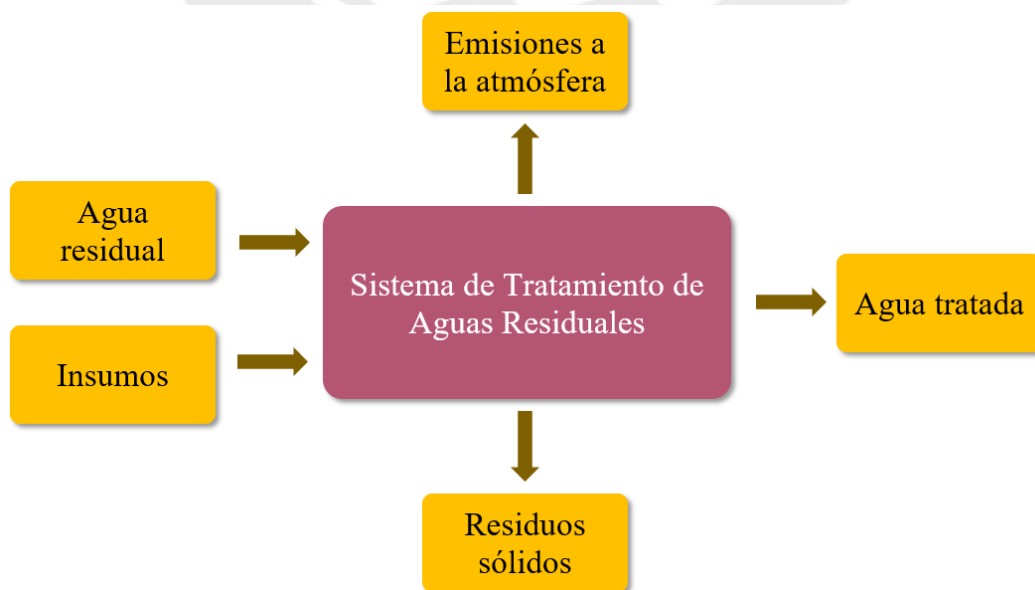 Emisiones a
la atmósfera
Agua
residual
Sistema de Tratamiento de
Aguas Residuales
Agua tratada
Insumos
Residuos
sólidos